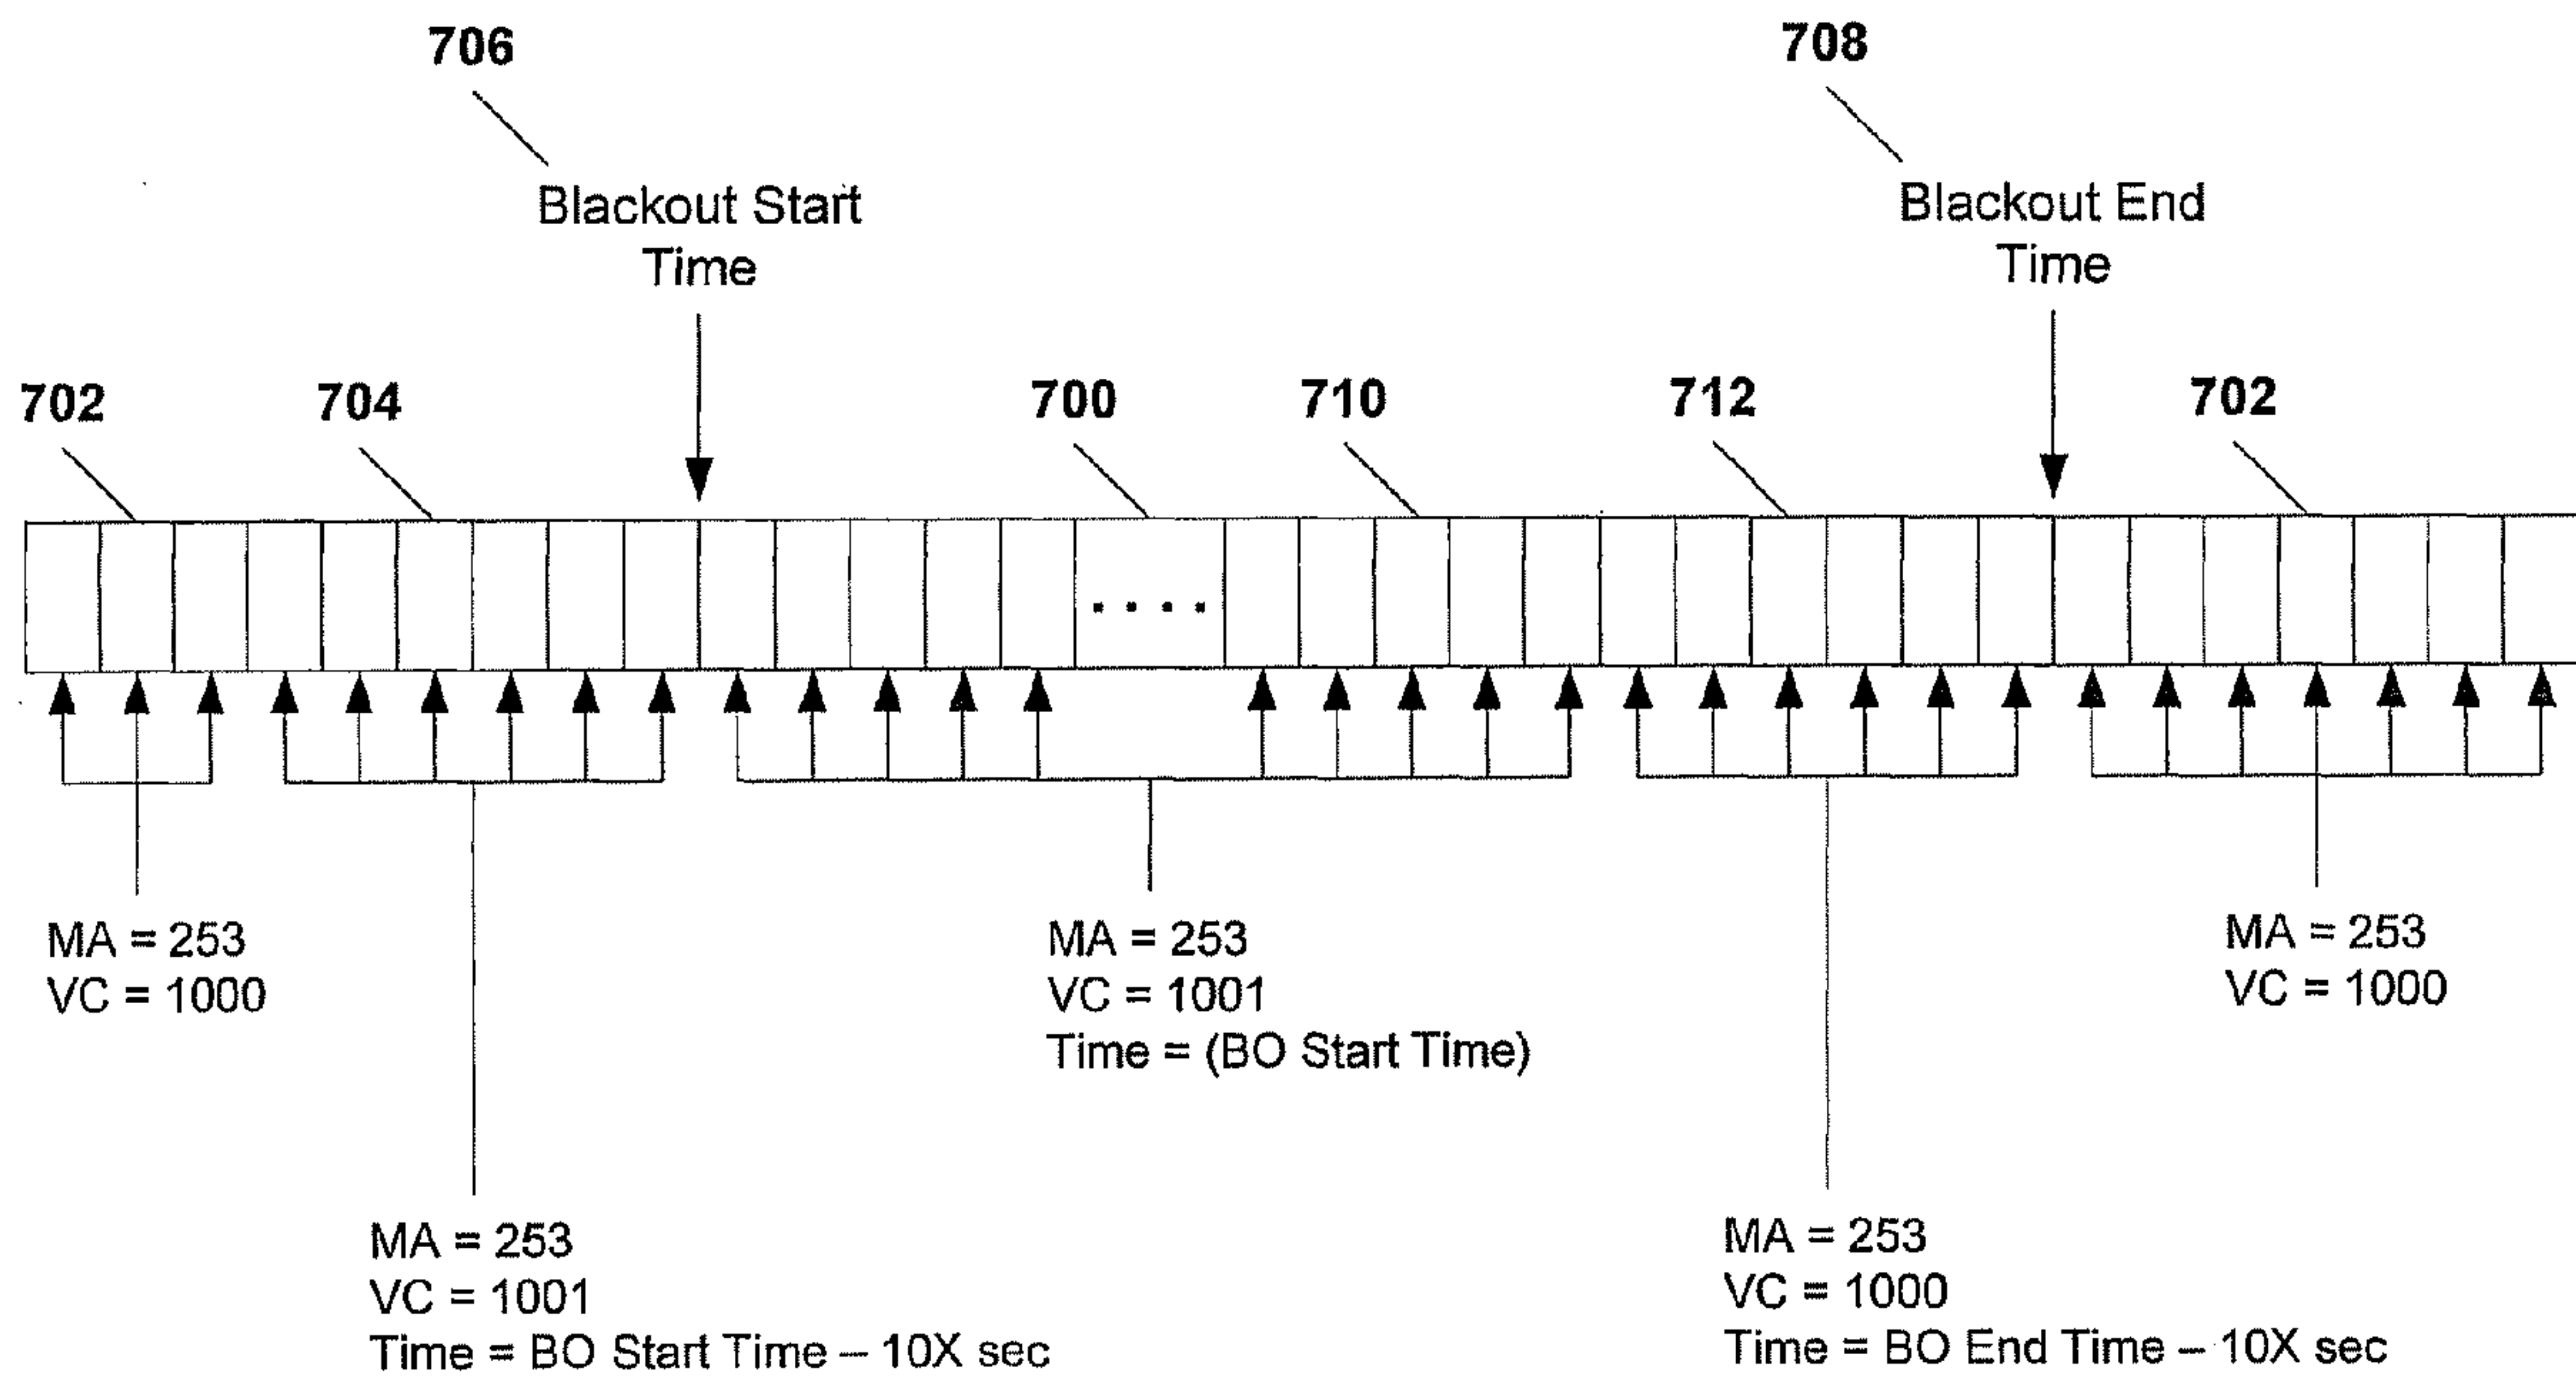 706
708
Blackout Start
Time
Blackout End
Time
702
704
700
710
712
702
. . . .
MA = 253
VC = 1000
MA = 253
VC = 1001
Time = (BO Start Time)
MA = 253
VC = 1000
MA = 253
VC = 1001
Time = BO Start Time – 10X sec
MA = 253
VC = 1000
Time = BO End Time – 10X sec